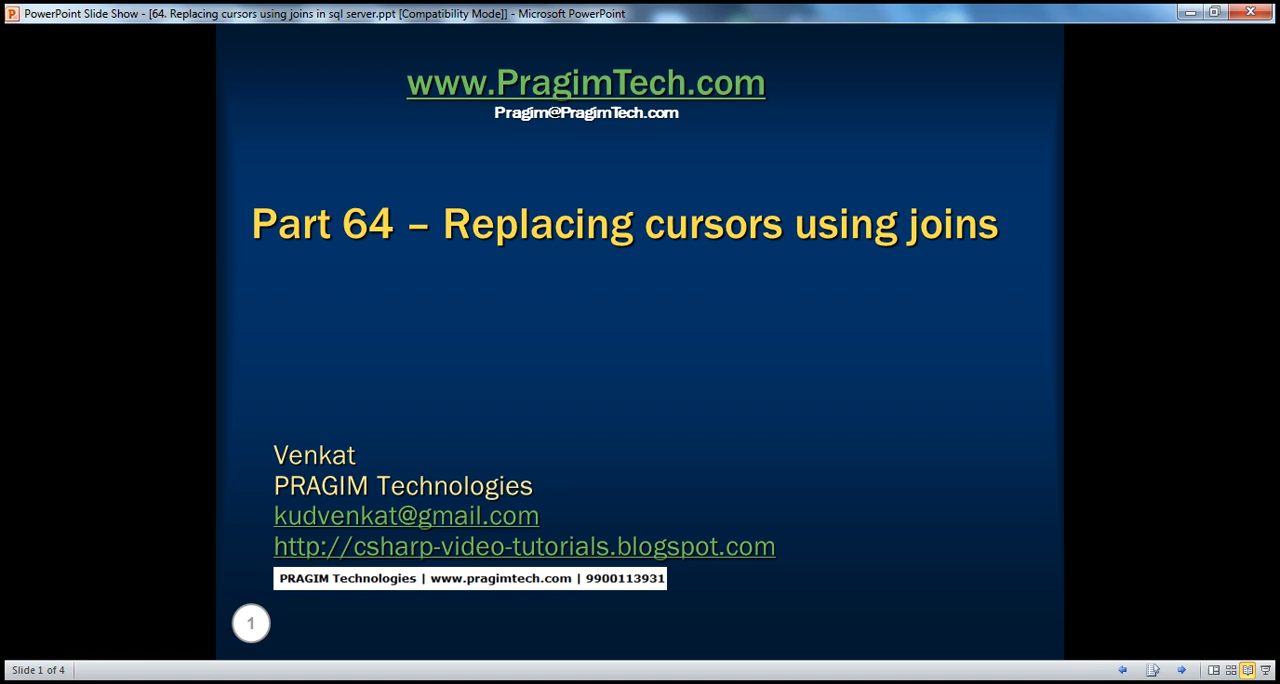 PowerPoint Slide Show - [64. Replacing cursors using joins in sql server.ppt [Compatibility Mode]] - Microsoft PowerPoint
www.PragimTech.com
Pragim@PragimTech.com
Part 64 – Replacing cursors using joins
Venkat
PRAGIM Technologies
kudvenkat@gmail.com
http://csharp-video-tutorials.blogspot.com
PRAGIM Technologies | www.pragimtech.com | 9900113931
1
Slide 1 of 4